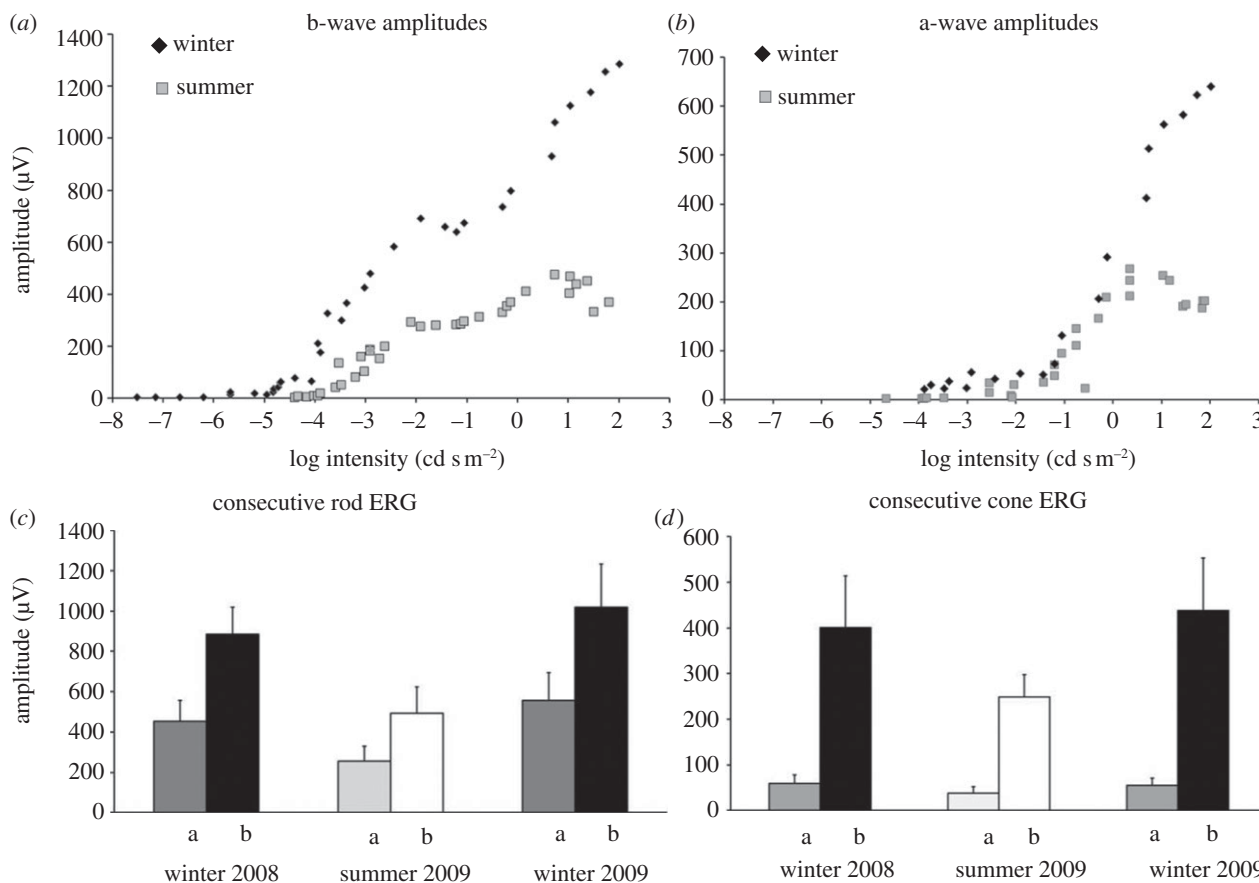 (a) b-wave amplitudes
1400
1200
1000
800
600
400
200
0
amplitude (µV)
winter
summer
–8 –7 –6 –5 –4 –3 –2 –1 0 1 2 3
log intensity (cd s m–2)
(b) a-wave amplitudes
700
600
500
400
300
200
100
0
winter
summer
–8 –7 –6 –5 –4 –3 –2 –1 0 1 2 3
log intensity (cd s m–2)
(c) consecutive rod ERG
1400
1200
1000
800
600
400
200
0
amplitude (µV)
a b a b a b
winter 2008 summer 2009 winter 2009
(d) consecutive cone ERG
600
500
400
300
200
100
0
a b a b a b
winter 2008 summer 2009 winter 2009